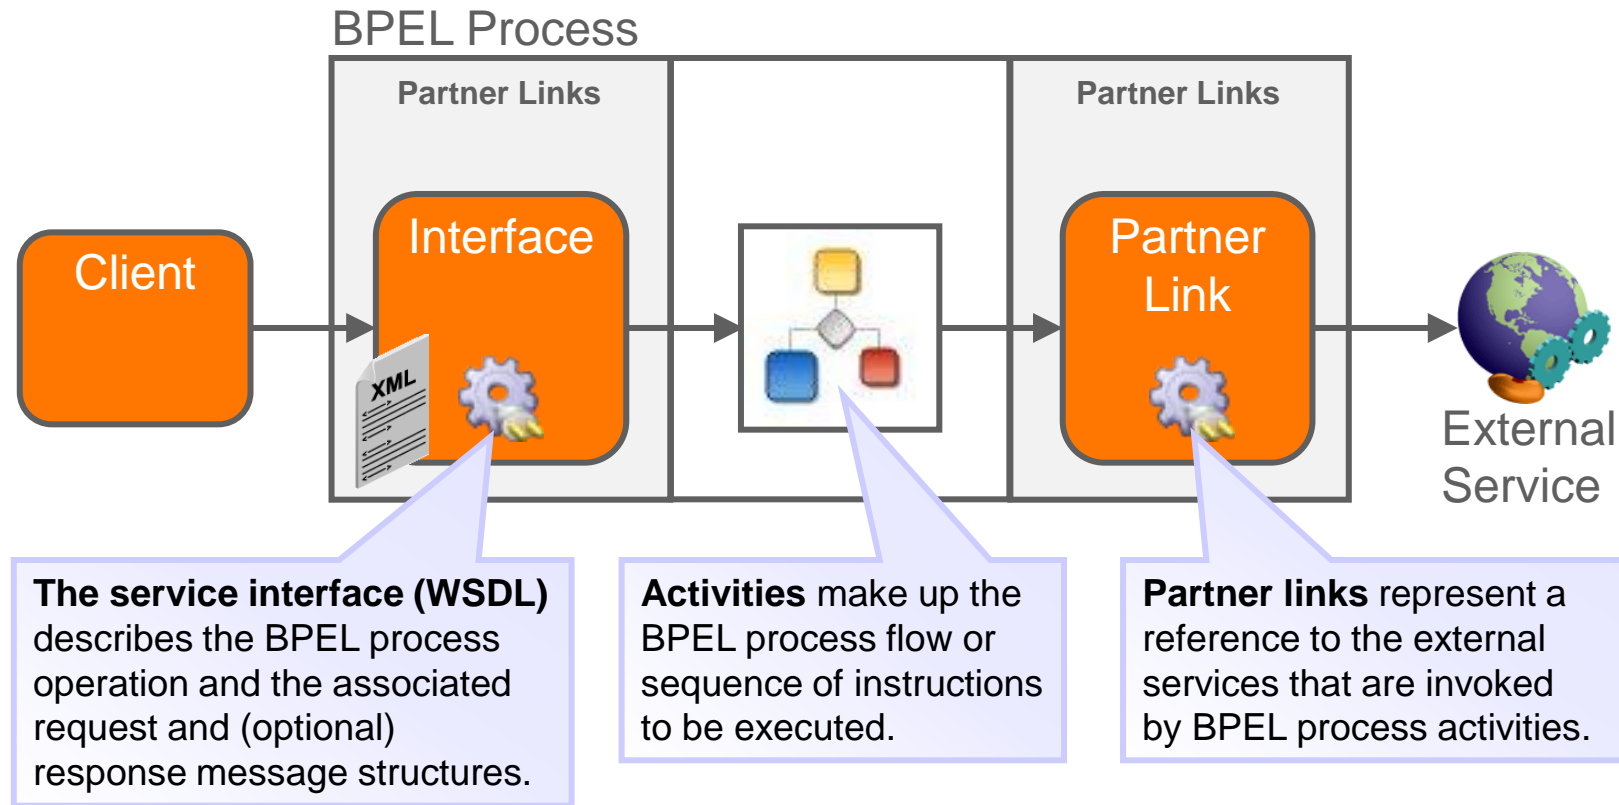 BPEL Process
Partner Links
Partner Links
Client
Interface
XML
Partner
Link
External
Service
The service interface (WSDL)
describes the BPEL process
operation and the associated
request and (optional)
response message structures.
Activities make up the
BPEL process flow or
sequence of instructions
to be executed.
Partner links represent a
reference to the external
services that are invoked
by BPEL process activities.